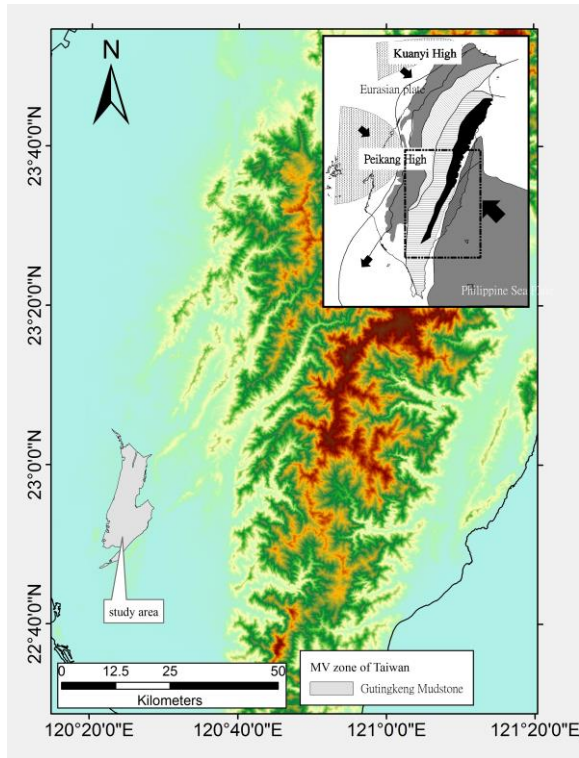 N
Kuanyi High
Eurasian plate
Peikang High
Philippine Sea
23°40'0"N
23°20'0"N
23°0'0"N
22°40'0"N
study area
0 12.5 25 50
Kilometers
MV zone of Taiwan
Gutingkeng Mudstone
120°20'0"E 120°40'0"E 121°0'0"E 121°20'0"E